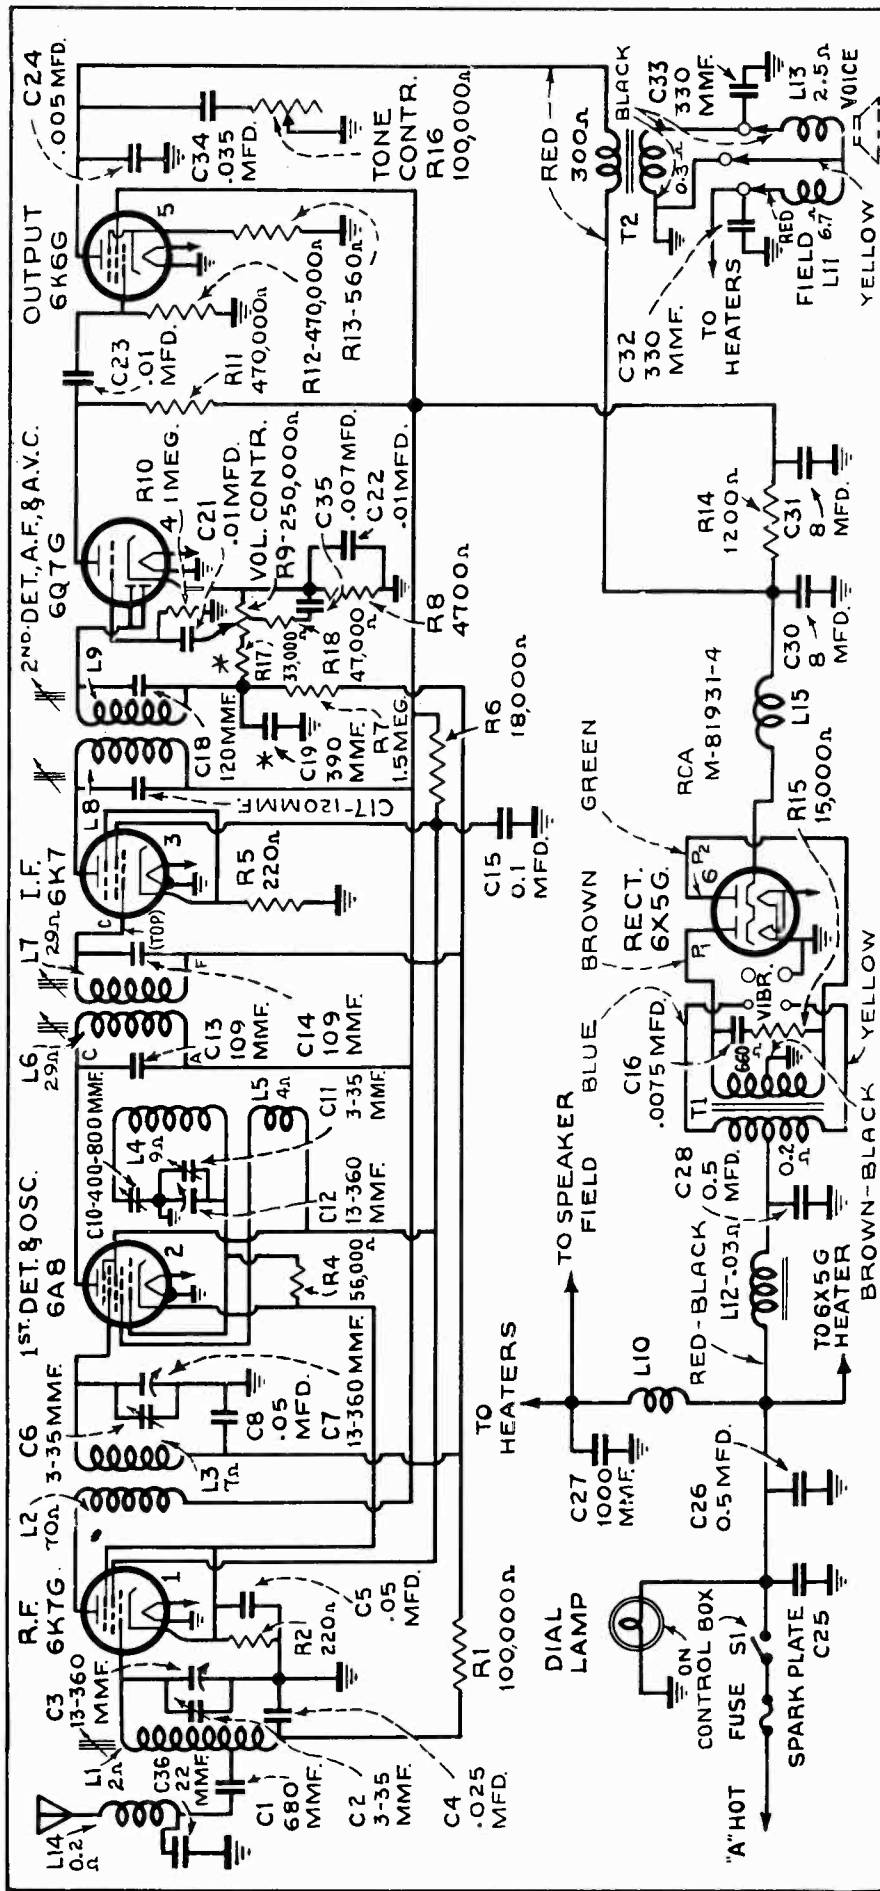 R.F.
6K7G
1ST. DET. & OSC.
6A8
I.F.
6K7
2ND. DET., A.F., & A.V.C.
6Q7G
OUTPUT
6K6G
L14
0.2
Ω
L1
2Ω
C36
22
MMF.
C1
680
MMF.
C3
13-360
MMF.
C2
3-35
MMF.
C4
.025
MFD.
1
R2
220Ω
C5
.05
MFD.
R1
100,000Ω
L2
70Ω
L3
7Ω
C6
3-35 MMF.
C8
.05
MFD.
C7
13-360 MMF.
2
R4
56,000
Ω
C10-400-800 MMF.
L4
9Ω
L5
4Ω
C11
3-35
MMF.
C12
13-360
MMF.
L6
29Ω
C
A
C13
109
MMF.
L7
29Ω
C
(TOP)
F
C14
109
MMF.
3
R5
220Ω
C15
0.1
MFD.
L8
C17-120MMF.
L9
C18
120 MMF.
*
C19
390
MMF.
R7
1.5 MEG.
R6
18,000Ω
4
R10
1 MEG.
C21
.01 MFD.
VOL. CONTR.
R9-250,000Ω
*
R17
33,000
Ω
R18
47,000
Ω
C35
.007 MFD.
C22
.01 MFD.
R8
4700Ω
C23
.01
MFD.
R11
470,000Ω
R12-470,000Ω
R13-560Ω
5
C24
.005 MFD.
C34
.035
MFD.
TONE
CONTR.
R16
100,000Ω
RED
300Ω
T2
0.3Ω
BLACK
C33
330
MMF.
L13
2.5Ω
VOICE
C32
330
MMF.
TO
HEATERS
RED
FIELD
L11
6.7
Ω
YELLOW
R14
1200Ω
C31
8
MFD.
C30
8
MFD.
L15
RCA
M-81931-4
GREEN
BROWN
BLUE
RECT.
6X5G.
P1
P2
6
VIBR.
R15
15,000Ω
C16
.0075 MFD.
660
Ω
T1
0.2
Ω
YELLOW
BROWN-BLACK
C28
0.5
MFD.
L12-.03Ω
RED-BLACK
TO 6X5G
HEATER
TO SPEAKER
FIELD
TO
HEATERS
L10
C27
1000
MMF.
C26
0.5 MFD.
DIAL
LAMP
ON
CONTROL BOX
FUSE
S1
SPARK PLATE
C25
"A" HOT